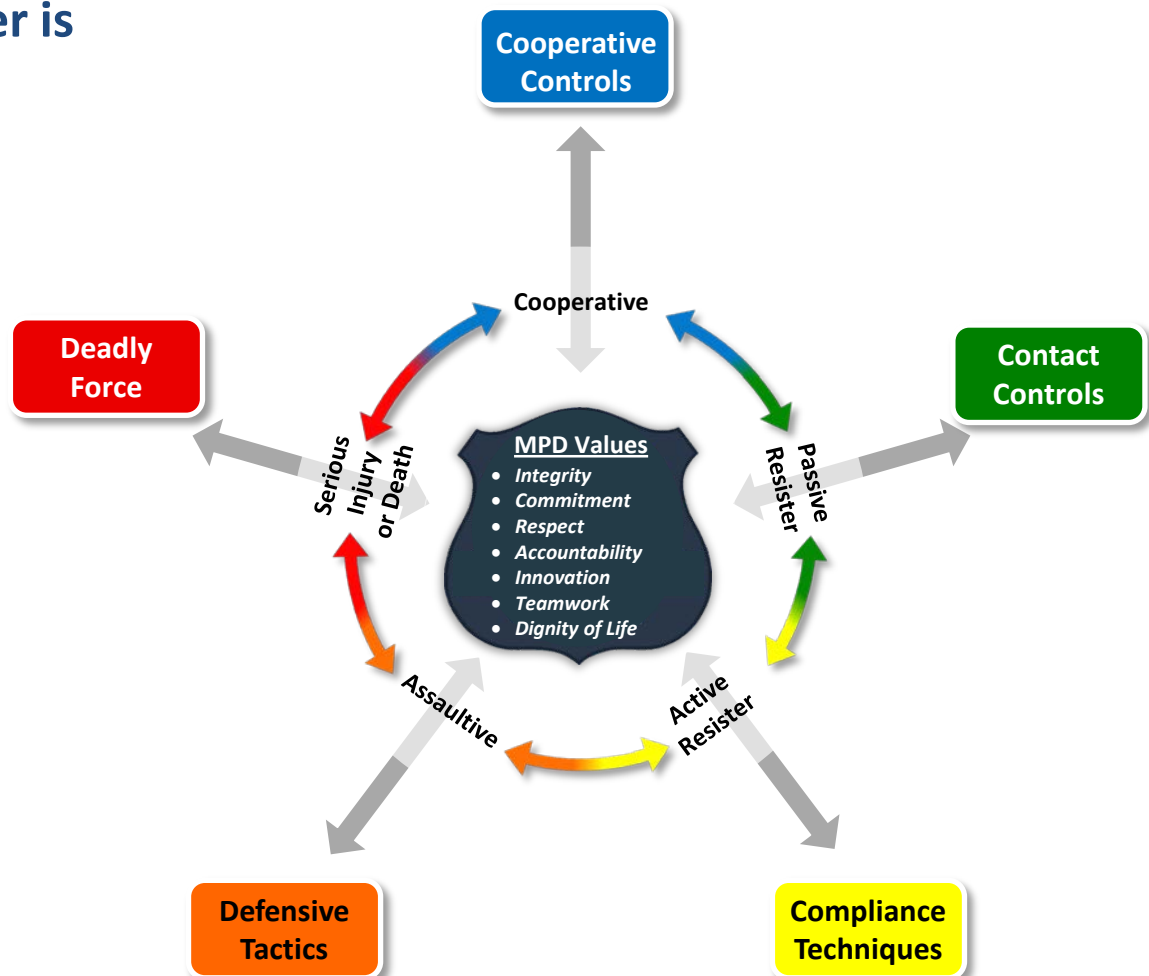 er is
Cooperative
Controls
Cooperative
Deadly
Force
Contact
Controls
Serious
Injury
or Death
Passive
Resister
MPD Values
• Integrity
• Commitment
• Respect
• Accountability
• Innovation
• Teamwork
• Dignity of Life
Assaultive
Active
Resister
Defensive
Tactics
Compliance
Techniques